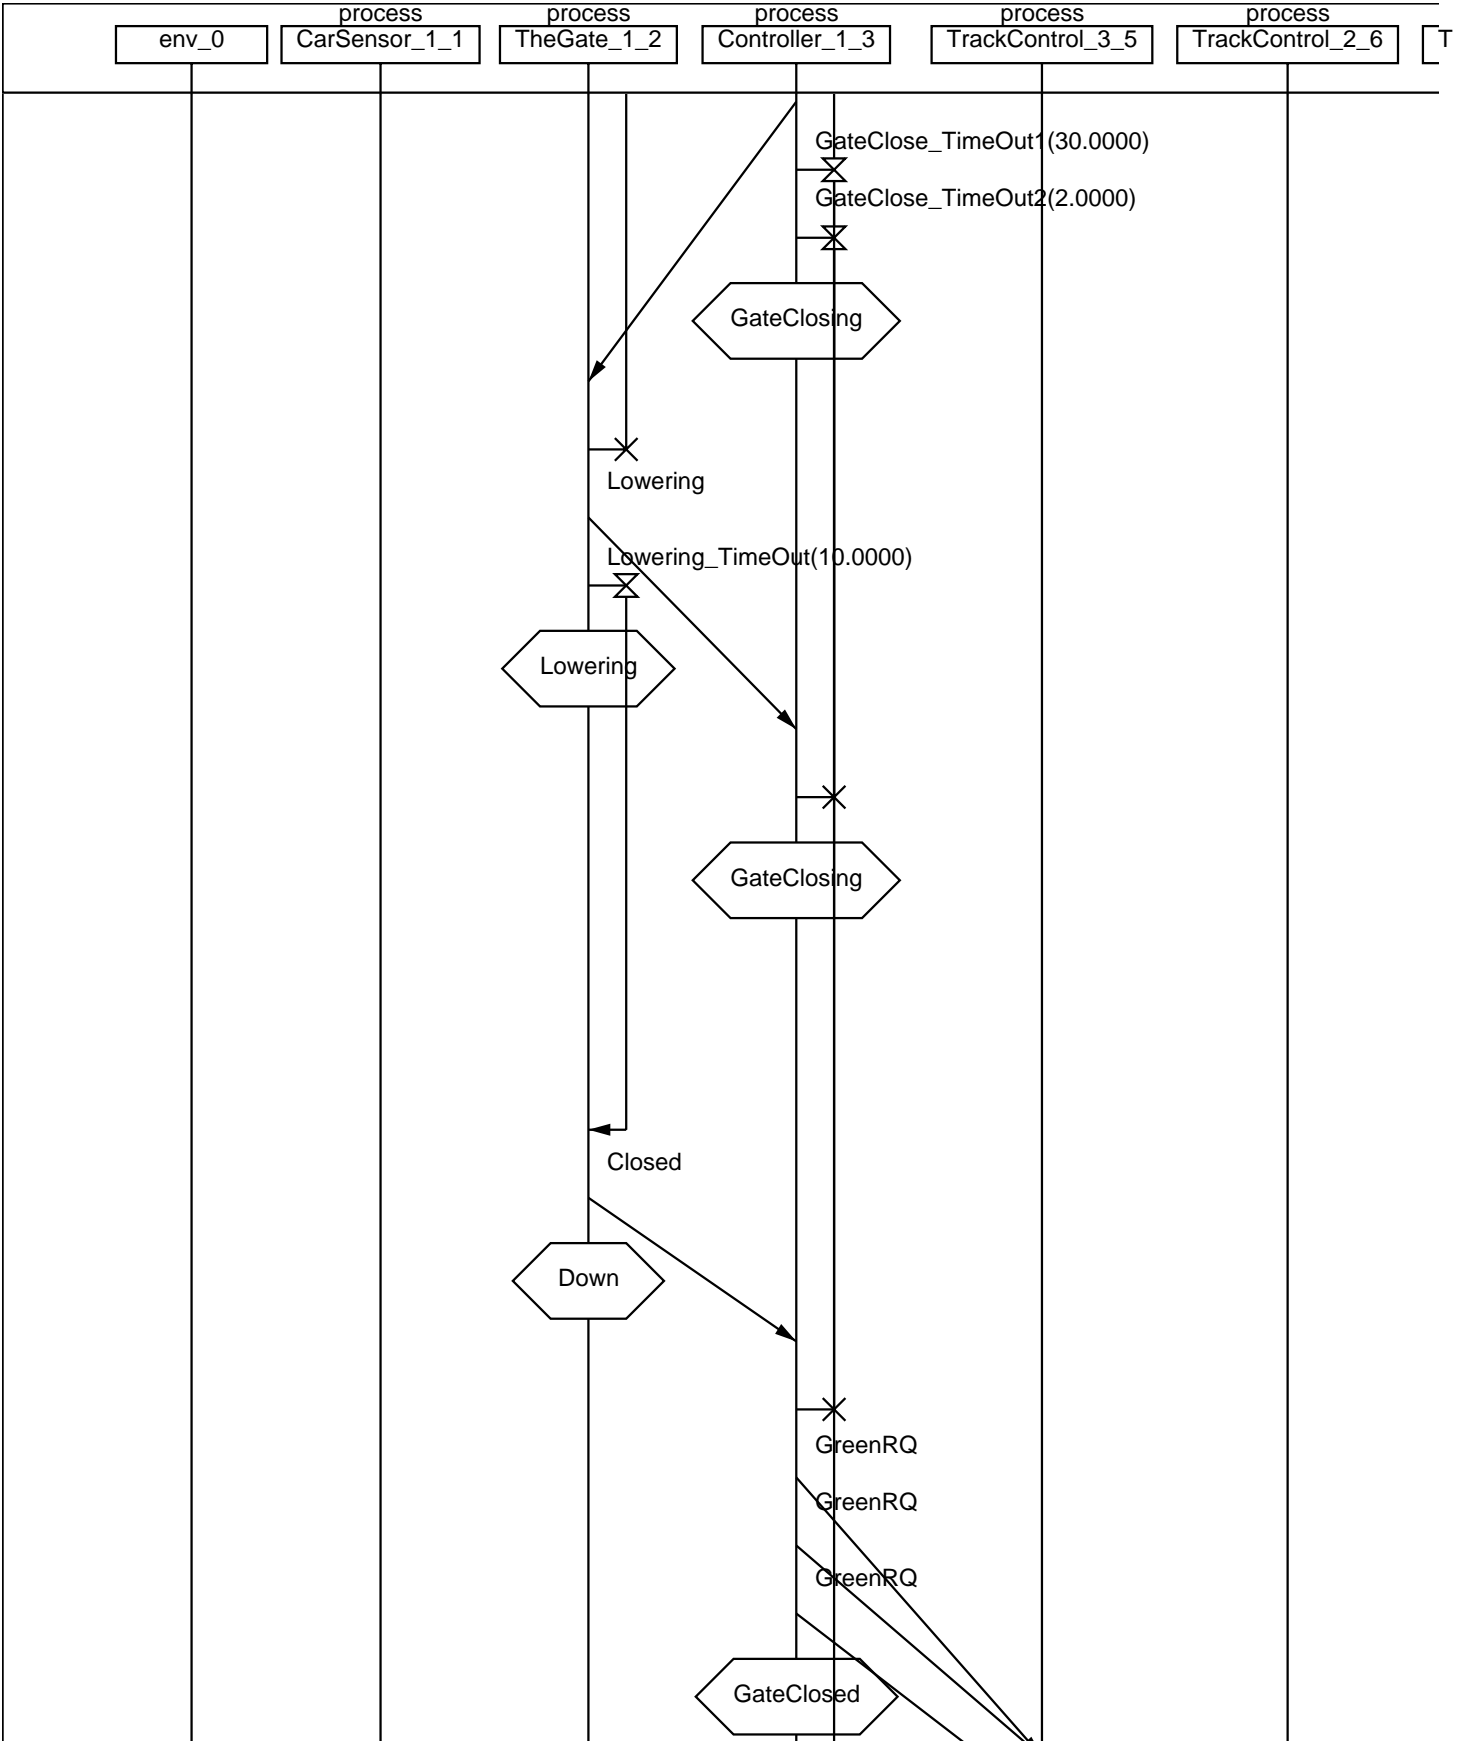 process process process process process
env_0 CarSensor_1_1 TheGate_1_2 Controller_1_3 TrackControl_3_5 TrackControl_2_6 T
GateClose_TimeOut1(30.0000)
GateClose_TimeOut2(2.0000)
GateClosing
Lowering
Lowering_TimeOut(10.0000)
Lowering
GateClosing
Closed
Down
GreenRQ
GreenRQ
GreenRQ
GateClosed